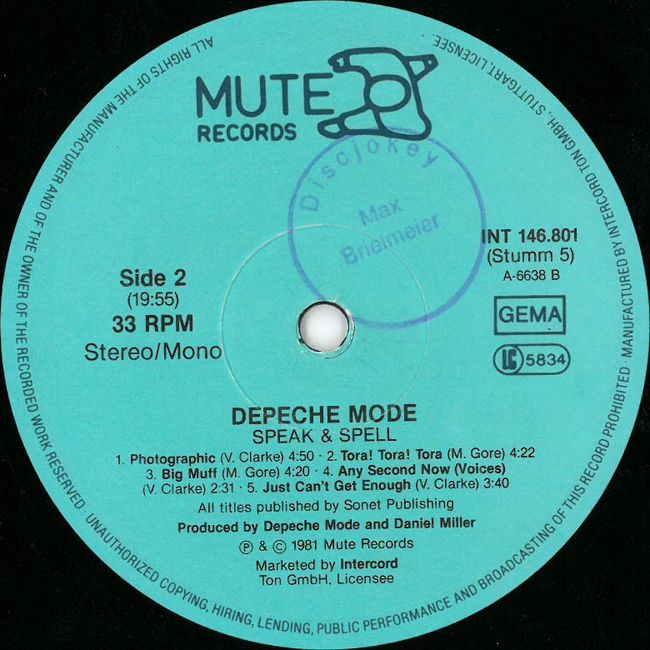 MUTE
RECORDS
Discjokey
Max
Brielmeier
INT 146.801
(Stumm 5)
A-6638 B
Side 2
(19:55)
33 RPM
Stereo/Mono
GEMA
LC 5834
DEPECHE MODE
SPEAK & SPELL
1. Photographic (V. Clarke) 4:50 · 2. Tora! Tora! Tora (M. Gore) 4:22
3. Big Muff (M. Gore) 4:20 · 4. Any Second Now (Voices)
(V. Clarke) 2:31 · 5. Just Can't Get Enough (V. Clarke) 3:40
All titles published by Sonet Publishing
Produced by Depeche Mode and Daniel Miller
Ⓟ & © 1981 Mute Records
Marketed by Intercord
Ton GmbH, Licensee
ALL RIGHTS OF THE MANUFACTURER AND OF THE OWNER OF THE RECORDED WORK RESERVED · UNAUTHORIZED COPYING, HIRING, LENDING, PUBLIC PERFORMANCE AND BROADCASTING OF THIS RECORD PROHIBITED · MANUFACTURED BY INTERCORD TON GMBH, STUTTGART, LICENSEE.